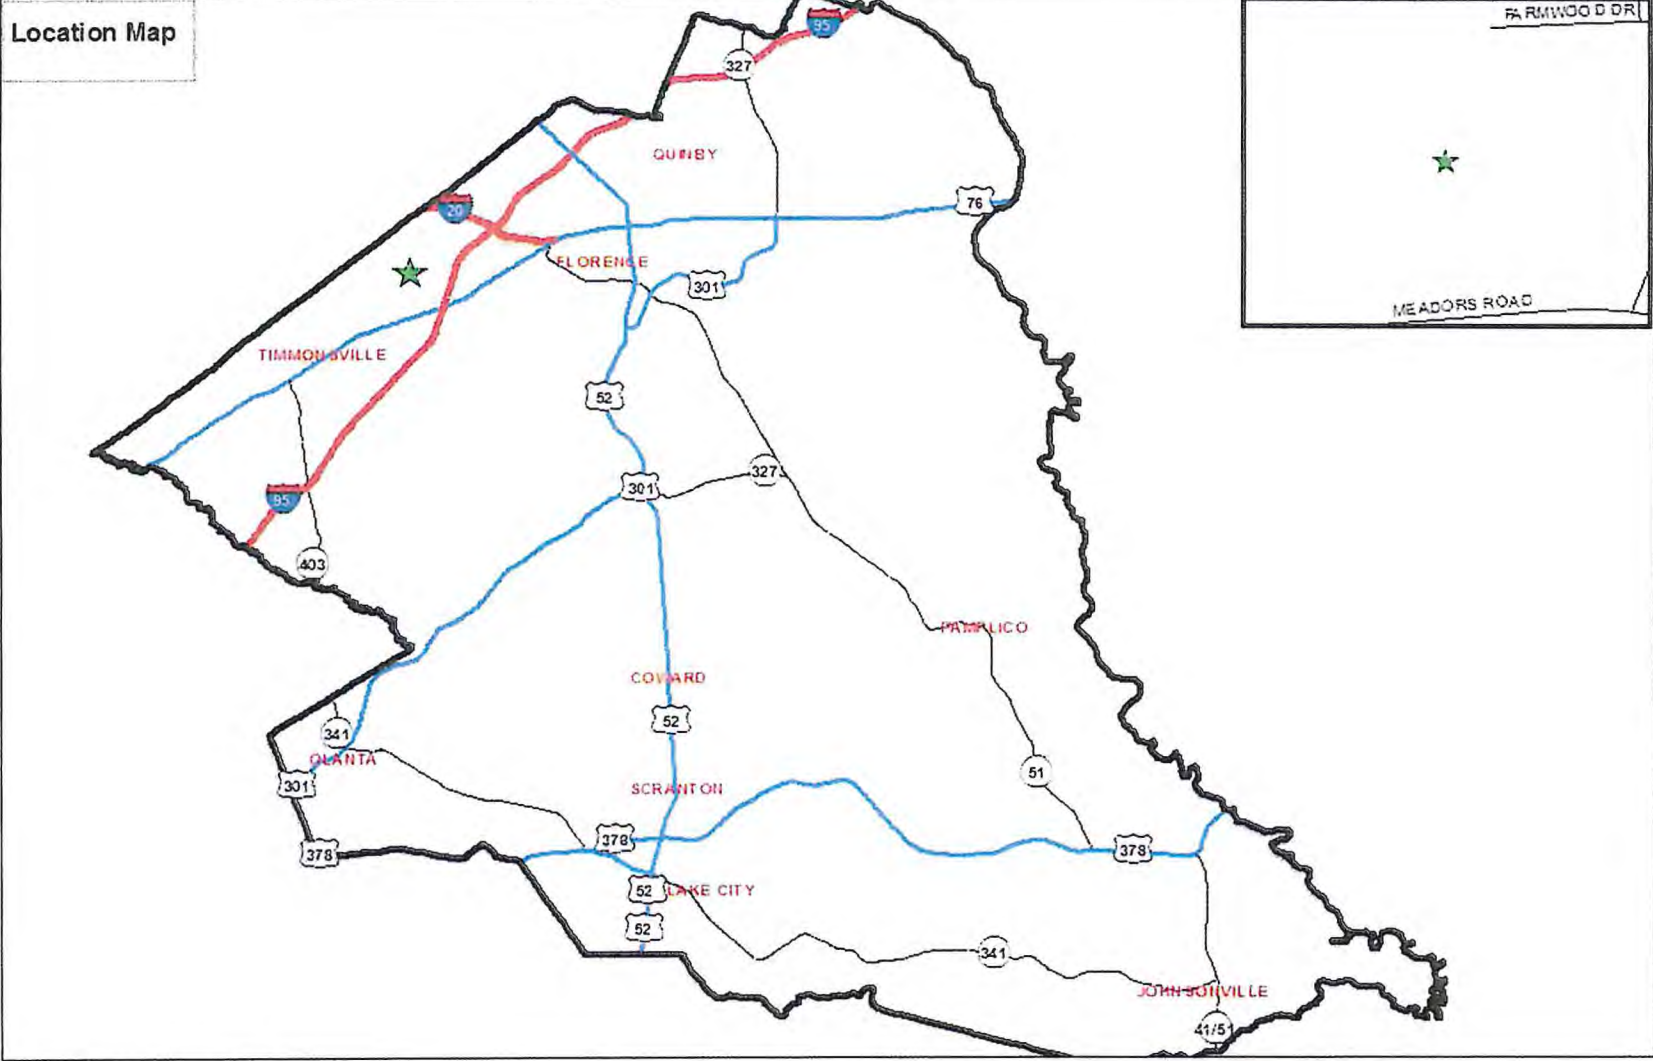 Location Map
FARMWOOD DR
95
327
QUINBY
76
20
FLORENCE
301
MEADORS ROAD
TIMMONSVILLE
52
327
301
95
403
PAMPLICO
COWARD
52
341
OLANTA
51
301
SCRANTON
378
378
378
52
LAKE CITY
52
341
JOHNSONVILLE
41/51